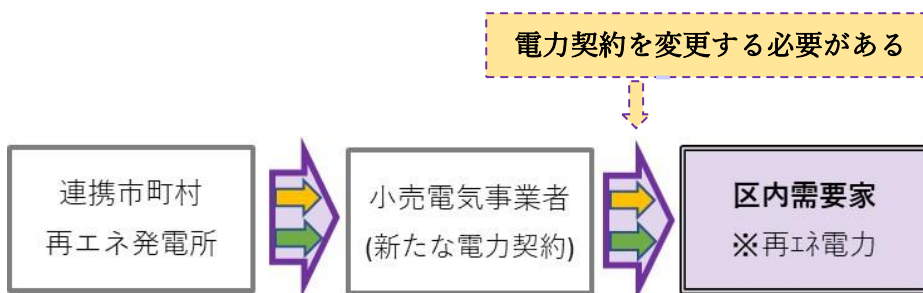 電力契約を変更する必要がある
連携市町村
再エネ発電所
小売電気事業者
(新たな電力契約)
区内需要家
※再ｴﾈ電力